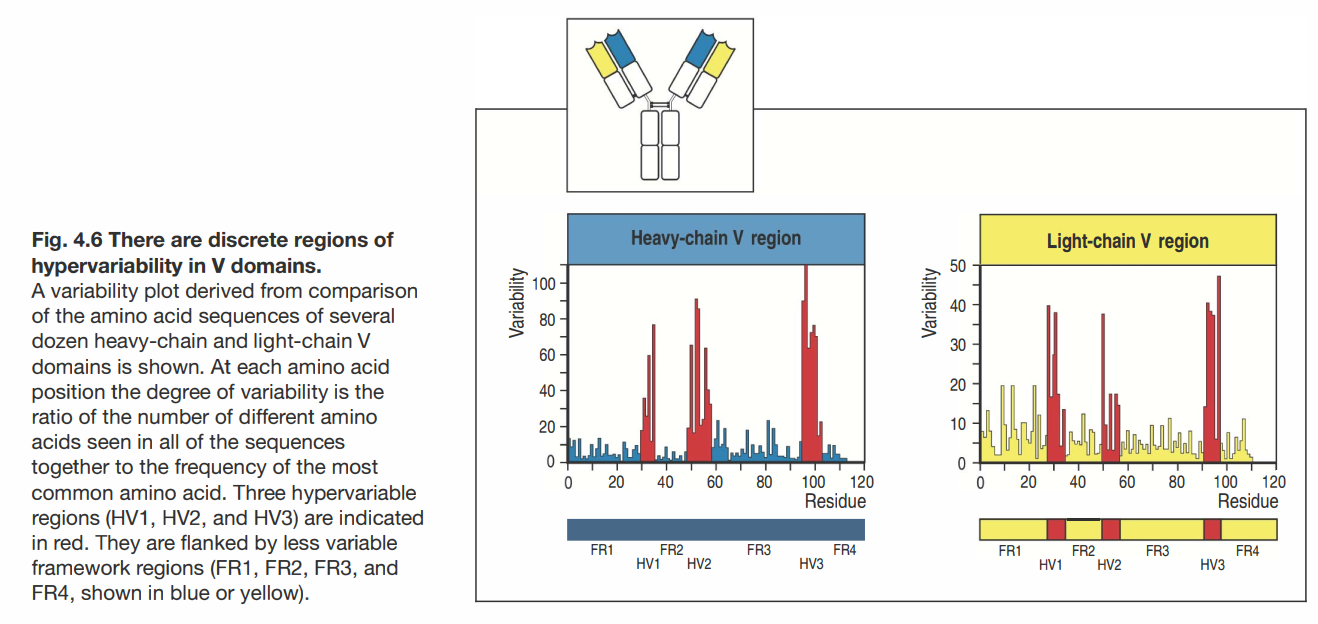 Fig. 4.6 There are discrete regions of
hypervariability in V domains.
A variability plot derived from comparison
of the amino acid sequences of several
dozen heavy-chain and light-chain V
domains is shown. At each amino acid
position the degree of variability is the
ratio of the number of different amino
acids seen in all of the sequences
together to the frequency of the most
common amino acid. Three hypervariable
regions (HV1, HV2, and HV3) are indicated
in red. They are flanked by less variable
framework regions (FR1, FR2, FR3, and
FR4, shown in blue or yellow).
Heavy-chain V region
Variability
100
80
60
40
20
0
0 20 40 60 80 100 120
Residue
FR1 FR2 FR3 FR4
HV1 HV2 HV3
Light-chain V region
Variability
50
40
30
20
10
0
0 20 40 60 80 100 120
Residue
FR1 FR2 FR3 FR4
HV1 HV2 HV3